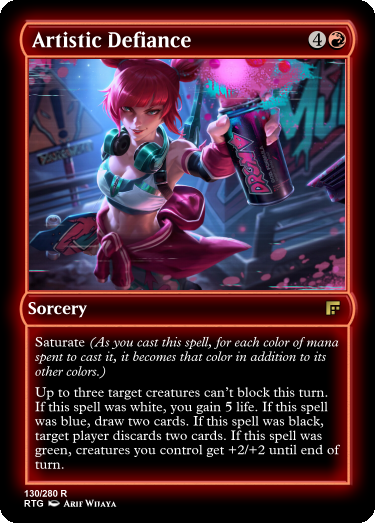 Artistic Defiance 4
Sorcery
Saturate (As you cast this spell, for each color of mana
spent to cast it, it becomes that color in addition to its
other colors.)
Up to three target creatures can't block this turn.
If this spell was white, you gain 5 life. If this spell
was blue, draw two cards. If this spell was black,
target player discards two cards. If this spell was
green, creatures you control get +2/+2 until end of
turn.
130/280 R
RTG Arif Wijaya